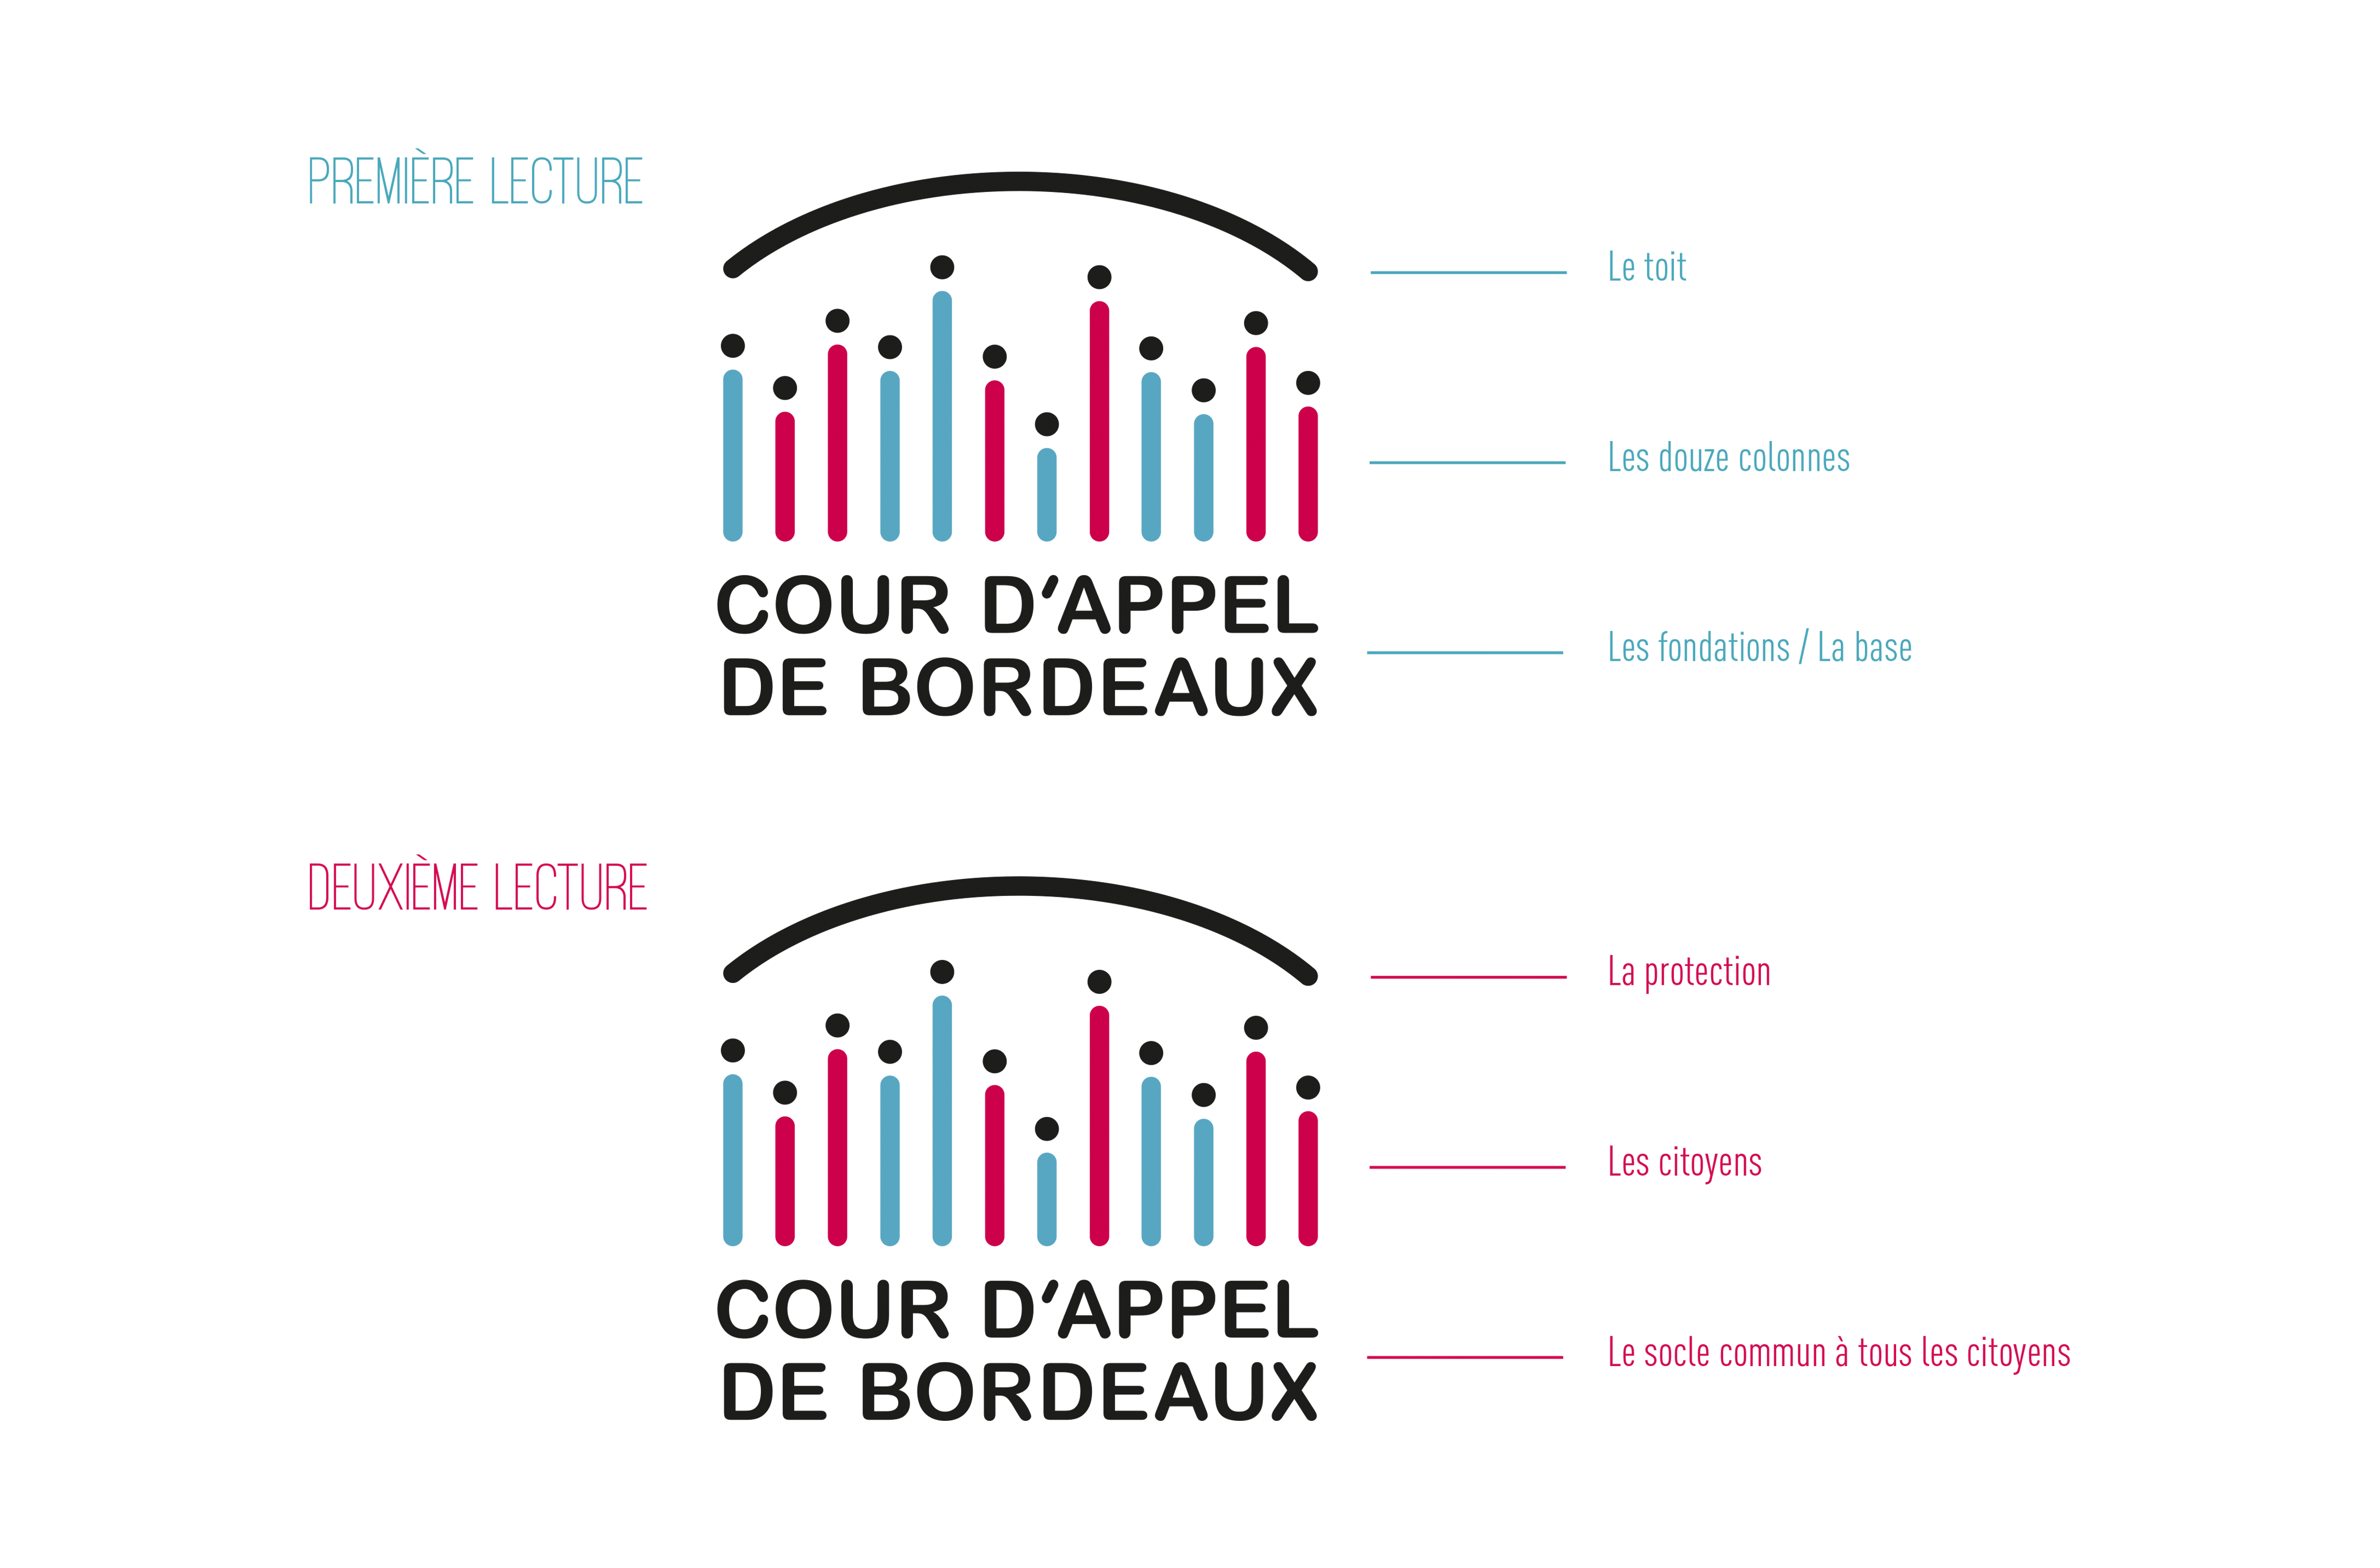 PREMIÈRE LECTURE
Le toit
Les douze colonnes
COUR D'APPEL
DE BORDEAUX
Les fondations / La base
DEUXIÈME LECTURE
La protection
Les citoyens
COUR D'APPEL
DE BORDEAUX
Le socle commun à tous les citoyens